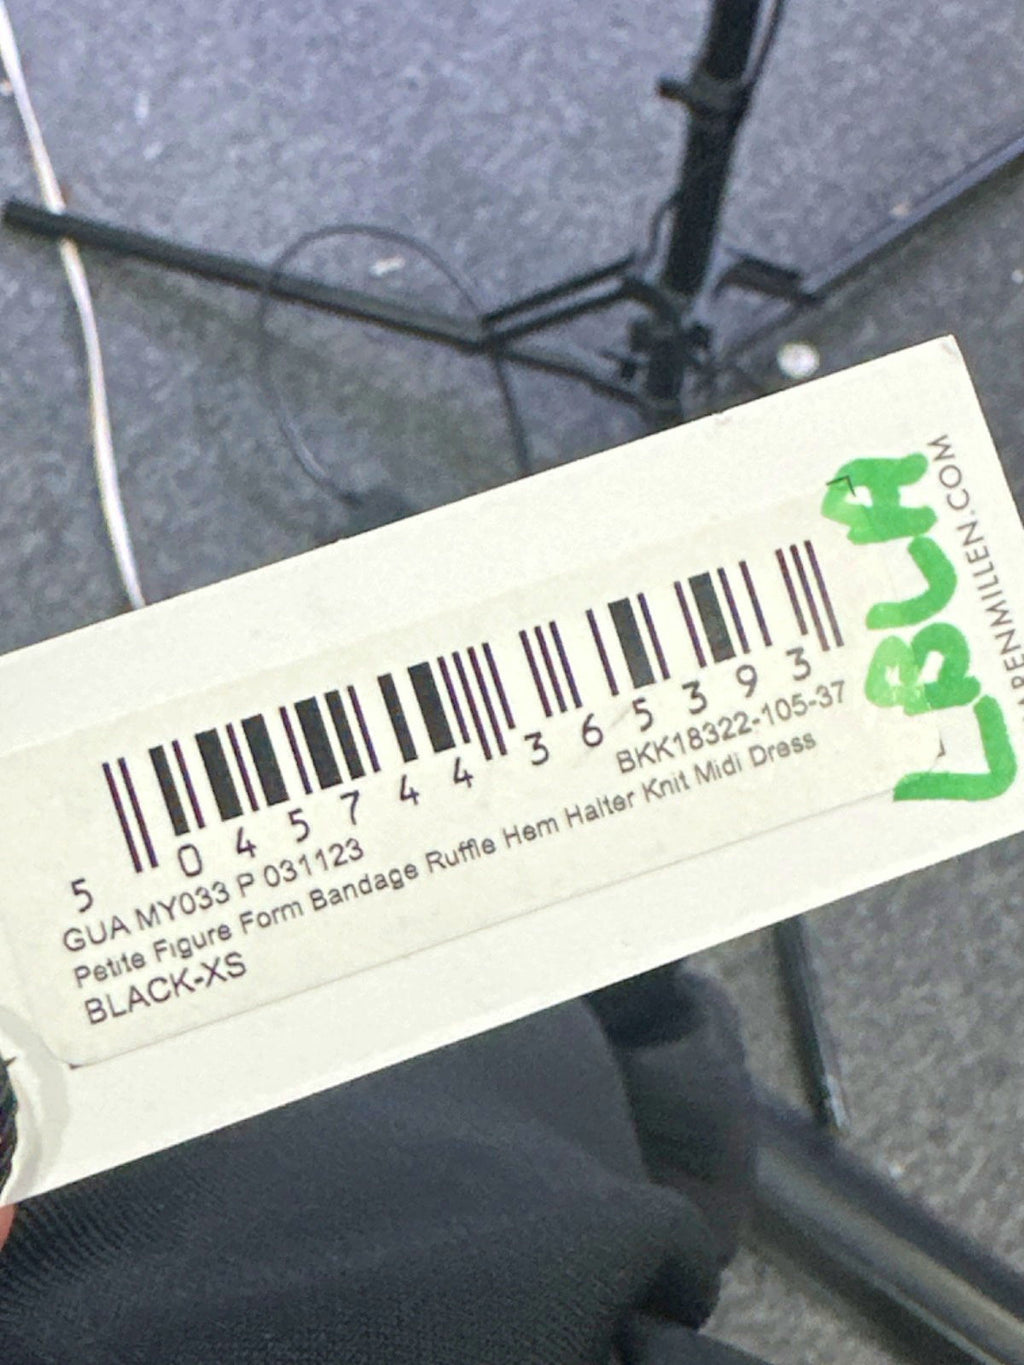 5 045744 365393
BKK18322-105-37
GUA MY033 P 031123
Petite Figure Form Bandage Ruffle Hem Halter Knit Midi Dress
BLACK-XS
LBLA
KARENMILLEN.COM